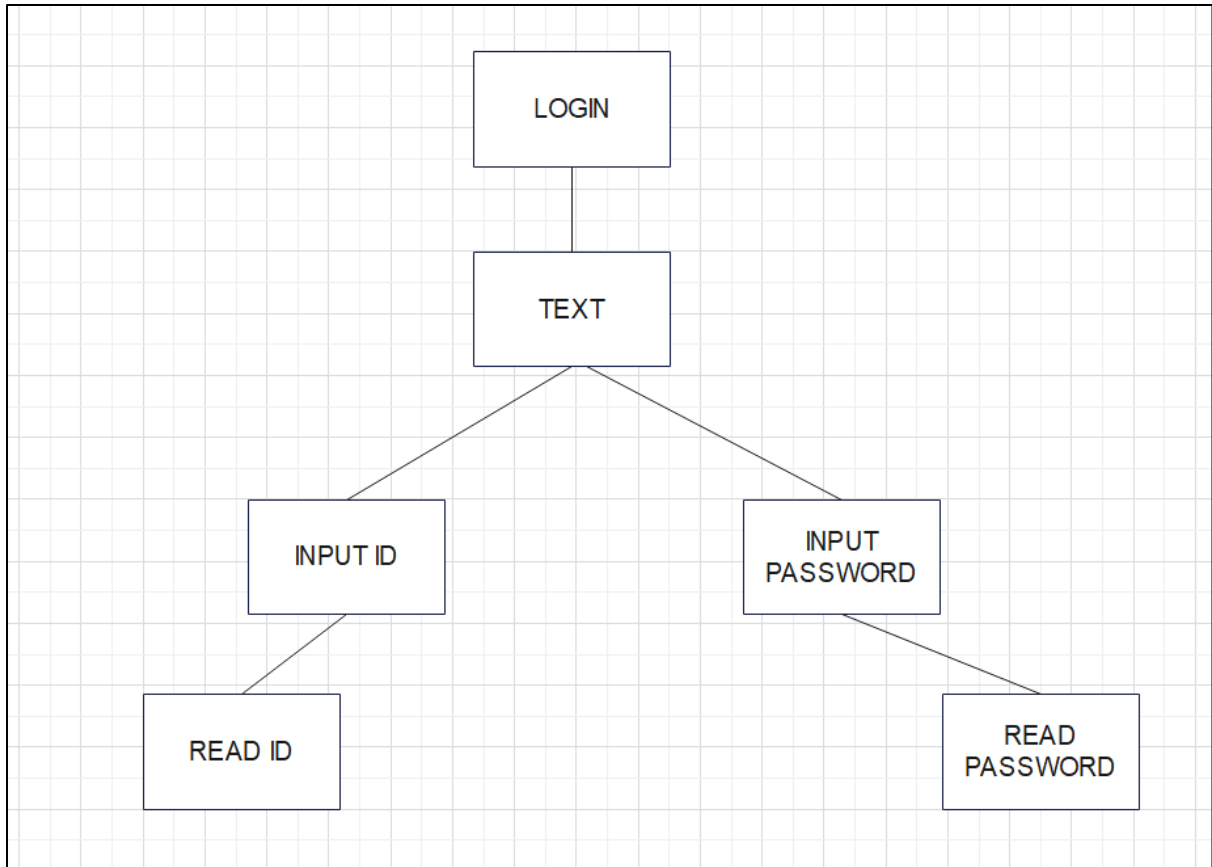 LOGIN
TEXT
INPUT ID
INPUT
PASSWORD
READ ID
READ
PASSWORD